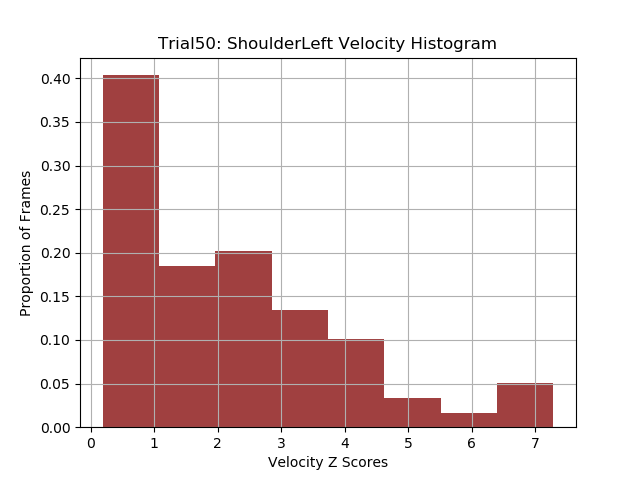 Trial50: ShoulderLeft Velocity Histogram
Proportion of Frames
0.40
0.35
0.30
0.25
0.20
0.15
0.10
0.05
0.00
0 1 2 3 4 5 6 7
Velocity Z Scores